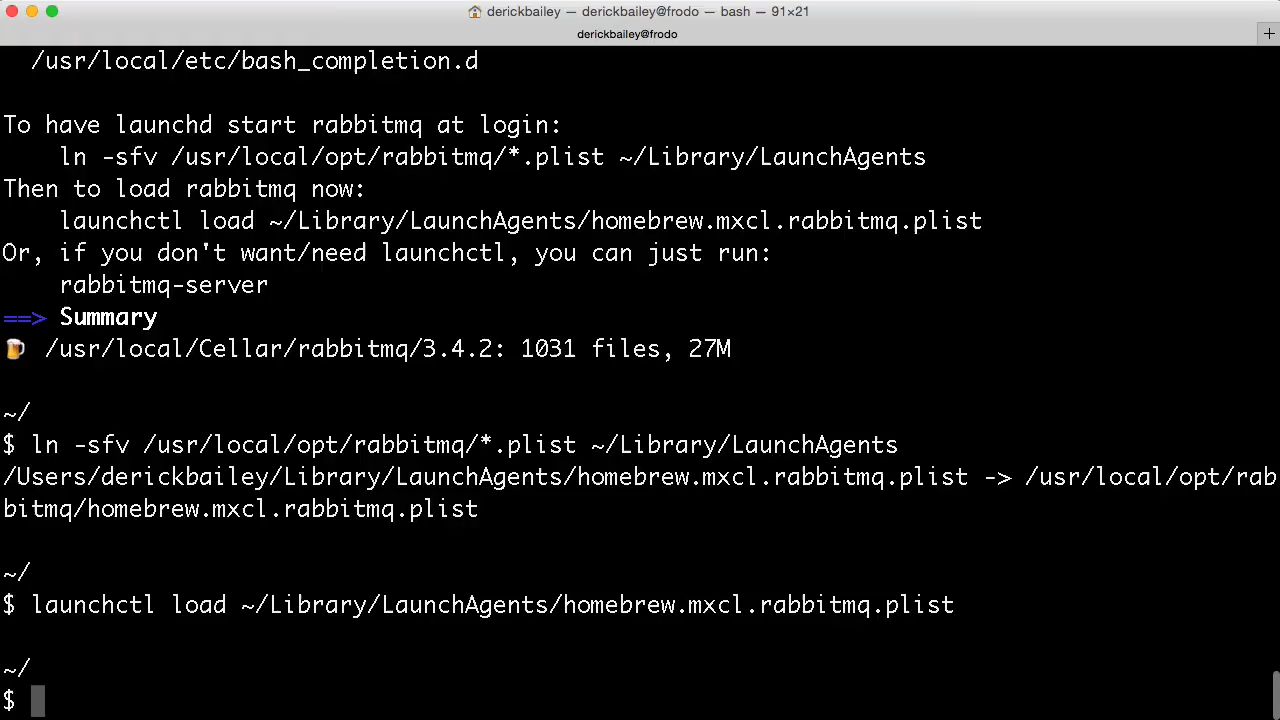 derickbailey — derickbailey@frodo — bash — 91×21
derickbailey@frodo
+
/usr/local/etc/bash_completion.d
To have launchd start rabbitmq at login:
ln -sfv /usr/local/opt/rabbitmq/*.plist ~/Library/LaunchAgents
Then to load rabbitmq now:
launchctl load ~/Library/LaunchAgents/homebrew.mxcl.rabbitmq.plist
Or, if you don't want/need launchctl, you can just run:
rabbitmq-server
==> Summary
🍺 /usr/local/Cellar/rabbitmq/3.4.2: 1031 files, 27M
~/
$ ln -sfv /usr/local/opt/rabbitmq/*.plist ~/Library/LaunchAgents
/Users/derickbailey/Library/LaunchAgents/homebrew.mxcl.rabbitmq.plist -> /usr/local/opt/rab
bitmq/homebrew.mxcl.rabbitmq.plist
~/
$ launchctl load ~/Library/LaunchAgents/homebrew.mxcl.rabbitmq.plist
~/
$